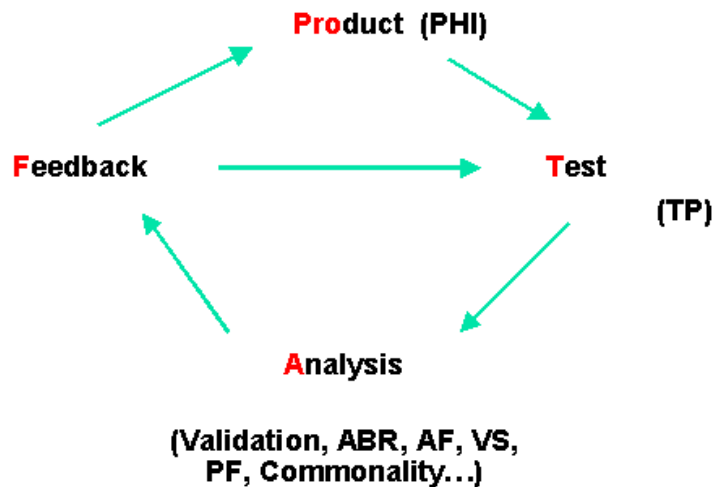 Product (PHI)
Feedback
Test
(TP)
Analysis
(Validation, ABR, AF, VS,
PF, Commonality...)